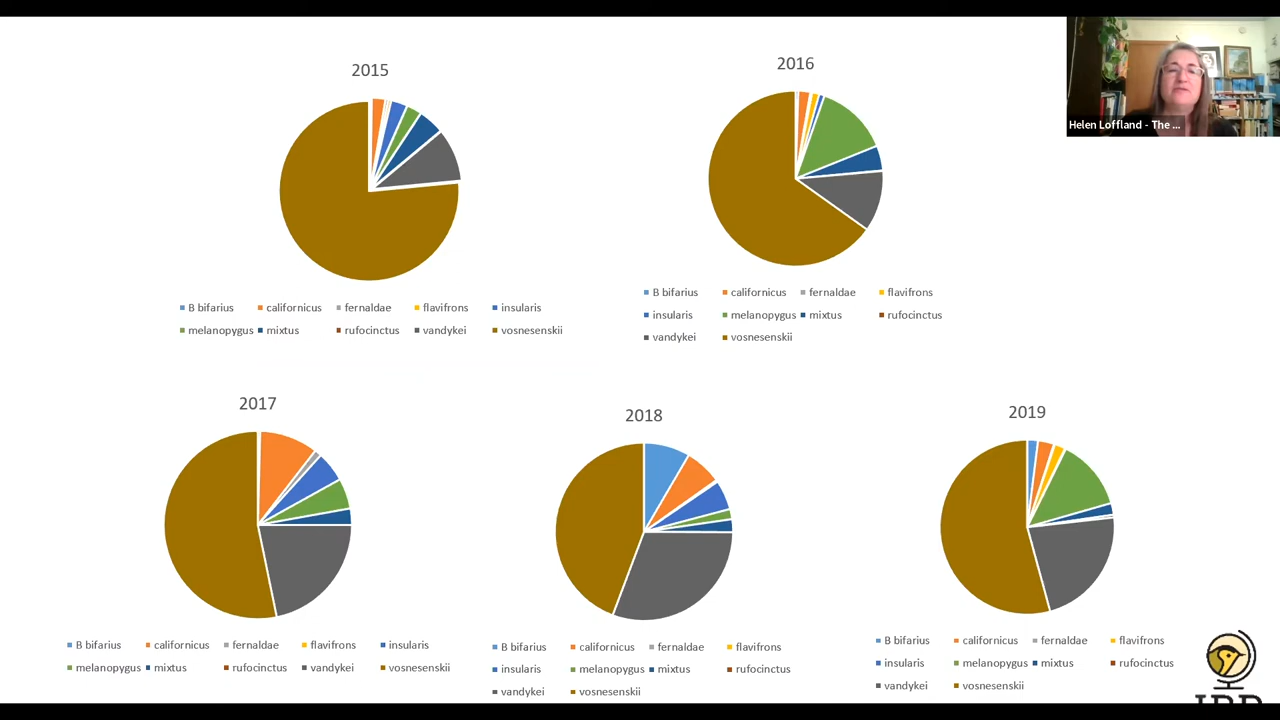 2015
2016
Helen Loffland - The ...
B bifarius californicus fernaldae flavifrons insularis
melanopygus mixtus rufocinctus vandykei vosnesenskii
B bifarius californicus fernaldae flavifrons
insularis melanopygus mixtus rufocinctus
vandykei vosnesenskii
2017
2018
2019
B bifarius californicus fernaldae flavifrons insularis
melanopygus mixtus rufocinctus vandykei vosnesenskii
B bifarius californicus fernaldae flavifrons
insularis melanopygus mixtus rufocinctus
vandykei vosnesenskii
B bifarius californicus fernaldae flavifrons
insularis melanopygus mixtus rufocinctus
vandykei vosnesenskii